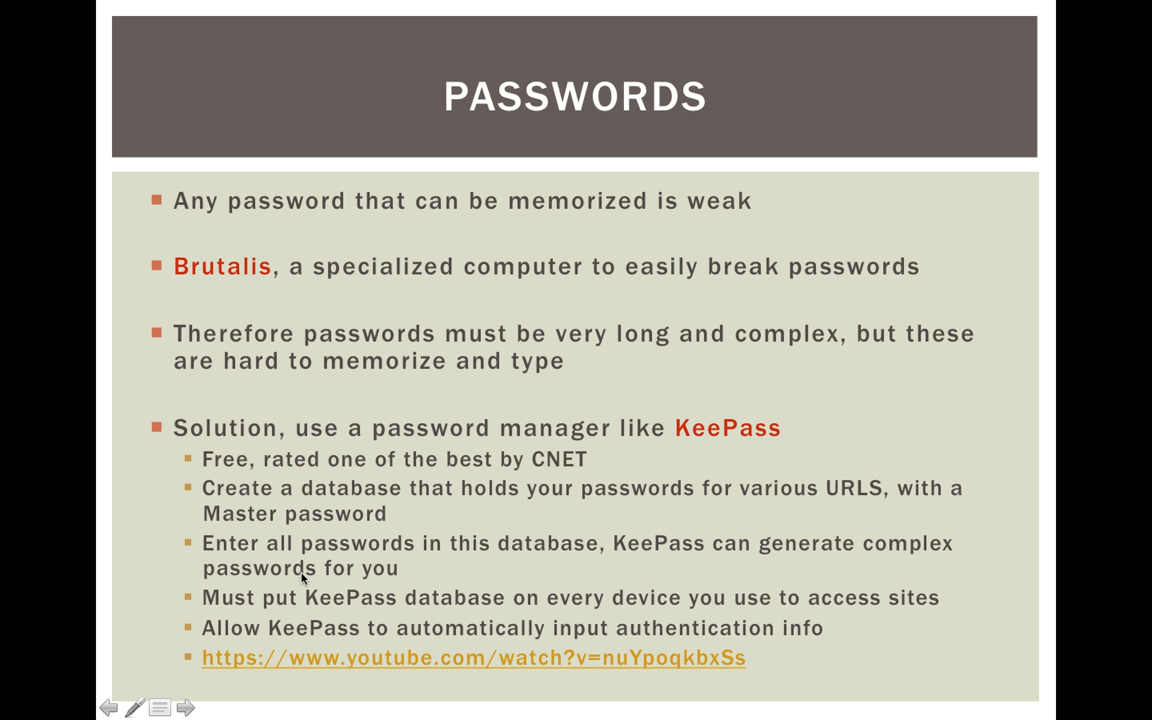 PASSWORDS
Any password that can be memorized is weak
Brutalis, a specialized computer to easily break passwords
Therefore passwords must be very long and complex, but these
are hard to memorize and type
Solution, use a password manager like KeePass
Free, rated one of the best by CNET
Create a database that holds your passwords for various URLS, with a
Master password
Enter all passwords in this database, KeePass can generate complex
passwords for you
Must put KeePass database on every device you use to access sites
Allow KeePass to automatically input authentication info
https://www.youtube.com/watch?v=nuYpoqkbxSs